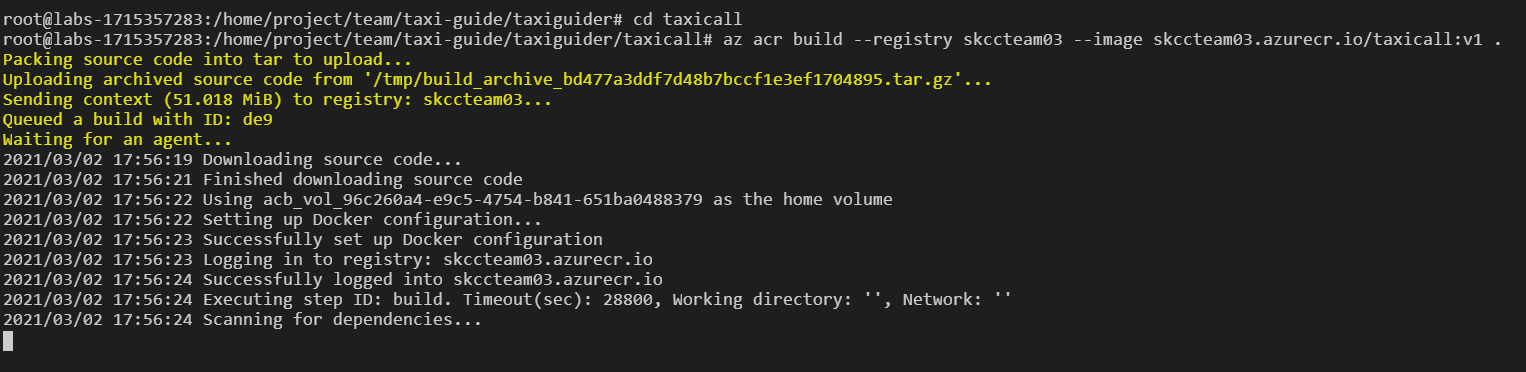 root@labs-1715357283:/home/project/team/taxi-guide/taxiguider# cd taxicall
root@labs-1715357283:/home/project/team/taxi-guide/taxiguider/taxicall# az acr build --registry skccteam03 --image skccteam03.azurecr.io/taxicall:v1 .
Packing source code into tar to upload...
Uploading archived source code from '/tmp/build_archive_bd477a3ddf7d48b7bccf1e3ef1704895.tar.gz'...
Sending context (51.018 MiB) to registry: skccteam03...
Queued a build with ID: de9
Waiting for an agent...
2021/03/02 17:56:19 Downloading source code...
2021/03/02 17:56:21 Finished downloading source code
2021/03/02 17:56:22 Using acb_vol_96c260a4-e9c5-4754-b841-651ba0488379 as the home volume
2021/03/02 17:56:22 Setting up Docker configuration...
2021/03/02 17:56:23 Successfully set up Docker configuration
2021/03/02 17:56:23 Logging in to registry: skccteam03.azurecr.io
2021/03/02 17:56:24 Successfully logged into skccteam03.azurecr.io
2021/03/02 17:56:24 Executing step ID: build. Timeout(sec): 28800, Working directory: '', Network: ''
2021/03/02 17:56:24 Scanning for dependencies...